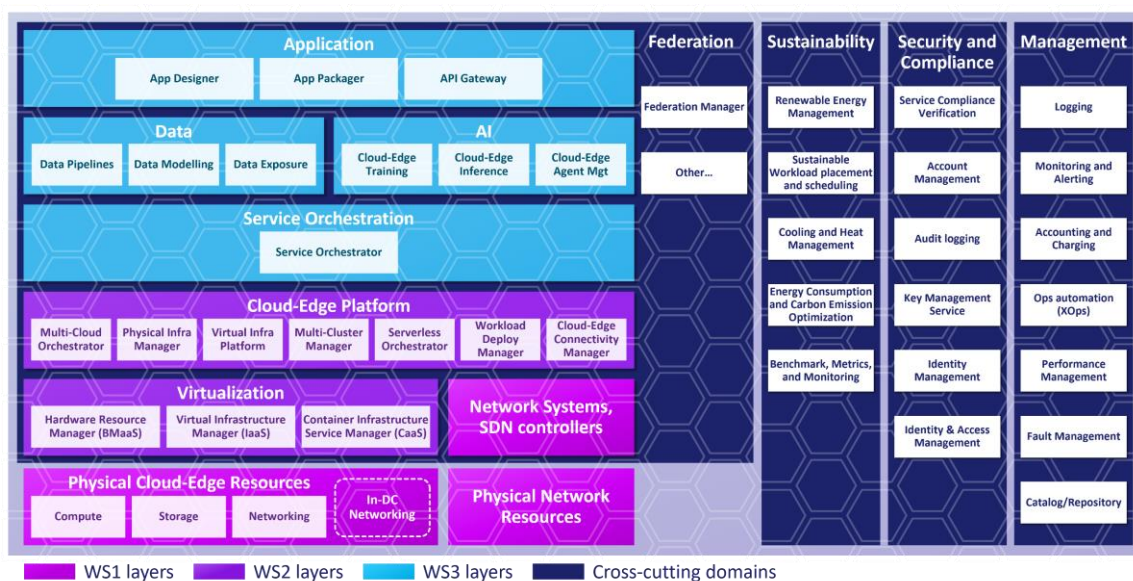 Application
App Designer
App Packager
API Gateway
Data
Data Pipelines
Data Modelling
Data Exposure
AI
Cloud-Edge
Training
Cloud-Edge
Inference
Cloud-Edge
Agent Mgt
Service Orchestration
Service Orchestrator
Cloud-Edge Platform
Multi-Cloud
Orchestrator
Physical Infra
Manager
Virtual Infra
Platform
Multi-Cluster
Manager
Serverless
Orchestrator
Workload
Deploy
Manager
Cloud-Edge
Connectivity
Manager
Virtualization
Hardware Resource
Manager (BMaaS)
Virtual Infrastructure
Manager (IaaS)
Container Infrastructure
Service Manager (CaaS)
Network Systems,
SDN controllers
Physical Cloud-Edge Resources
Compute
Storage
Networking
In-DC
Networking
Physical Network
Resources
Federation
Federation Manager
Other...
Sustainability
Renewable Energy
Management
Sustainable
Workload placement
and scheduling
Cooling and Heat
Management
Energy Consumption
and Carbon Emission
Optimization
Benchmark, Metrics,
and Monitoring
Security and
Compliance
Service Compliance
Verification
Account
Management
Audit logging
Key Management
Service
Identity
Management
Identity & Access
Management
Management
Logging
Monitoring and
Alerting
Accounting and
Charging
Ops automation
(XOps)
Performance
Management
Fault Management
Catalog/Repository
WS1 layers
WS2 layers
WS3 layers
Cross-cutting domains